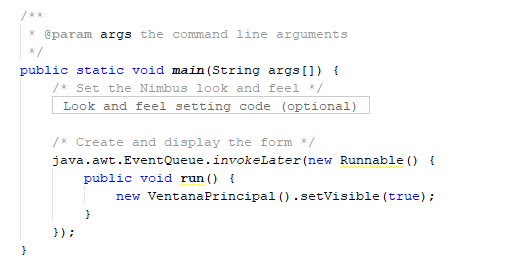 /**
 * @param args the command line arguments
 */
public static void main(String args[]) {
    /* Set the Nimbus look and feel */
    Look and feel setting code (optional)

    /* Create and display the form */
    java.awt.EventQueue.invokeLater(new Runnable() {
        public void run() {
            new VentanaPrincipal().setVisible(true);
        }
    });
}